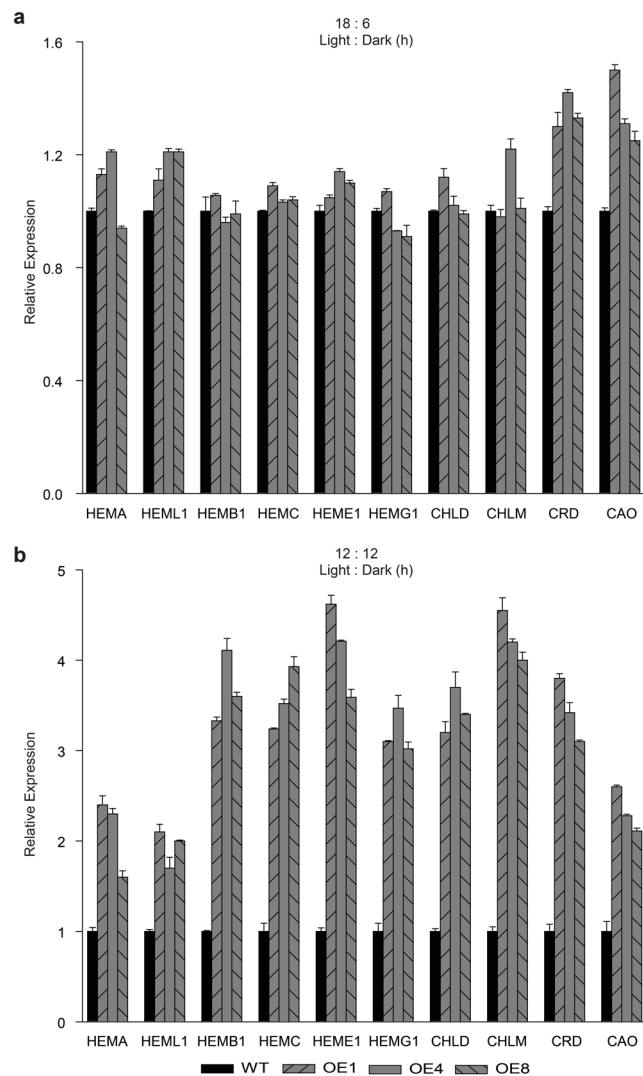 a
18 : 6
Light : Dark (h)
1.6
1.2
0.8
0.4
0.0
Relative Expression
HEMA HEML1 HEMB1 HEMC HEME1 HEMG1 CHLD CHLM CRD CAO
b
12 : 12
Light : Dark (h)
5
4
3
2
1
0
Relative Expression
HEMA HEML1 HEMB1 HEMC HEME1 HEMG1 CHLD CHLM CRD CAO
WT OE1 OE4 OE8